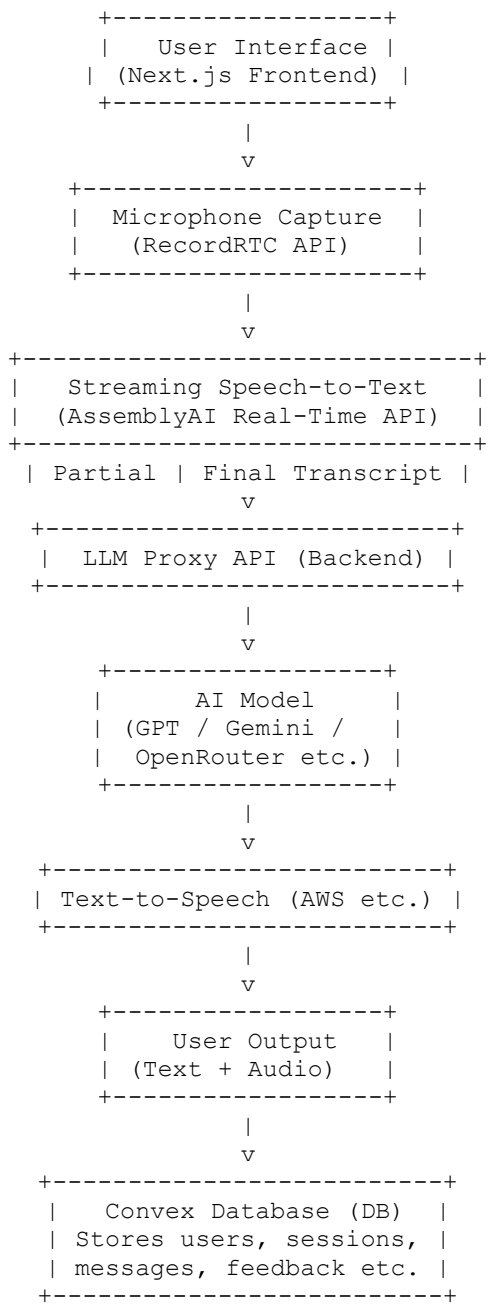 User Interface
(Next.js Frontend)
v
Microphone Capture
(RecordRTC API)
v
Streaming Speech-to-Text
(AssemblyAI Real-Time API)
| Partial | Final Transcript |
v
LLM Proxy API (Backend)
v
AI Model
(GPT / Gemini /
OpenRouter etc.)
v
Text-to-Speech (AWS etc.)
v
User Output
(Text + Audio)
v
Convex Database (DB)
Stores users, sessions,
messages, feedback etc.